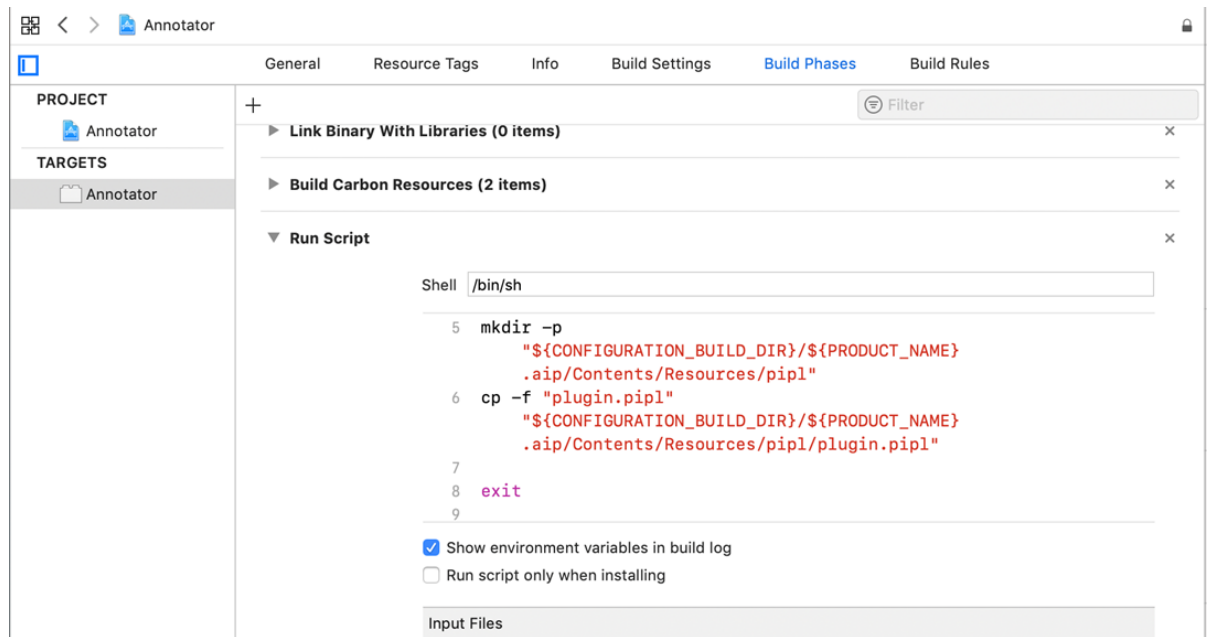 Annotator
General Resource Tags Info Build Settings Build Phases Build Rules
PROJECT
Annotator
TARGETS
Annotator
+ Filter
Link Binary With Libraries (0 items)
Build Carbon Resources (2 items)
Run Script
Shell /bin/sh
5 mkdir -p
"${CONFIGURATION_BUILD_DIR}/${PRODUCT_NAME}
.aip/Contents/Resources/pipl"
6 cp -f "plugin.pipl"
"${CONFIGURATION_BUILD_DIR}/${PRODUCT_NAME}
.aip/Contents/Resources/pipl/plugin.pipl"
7
8 exit
9
Show environment variables in build log
Run script only when installing
Input Files